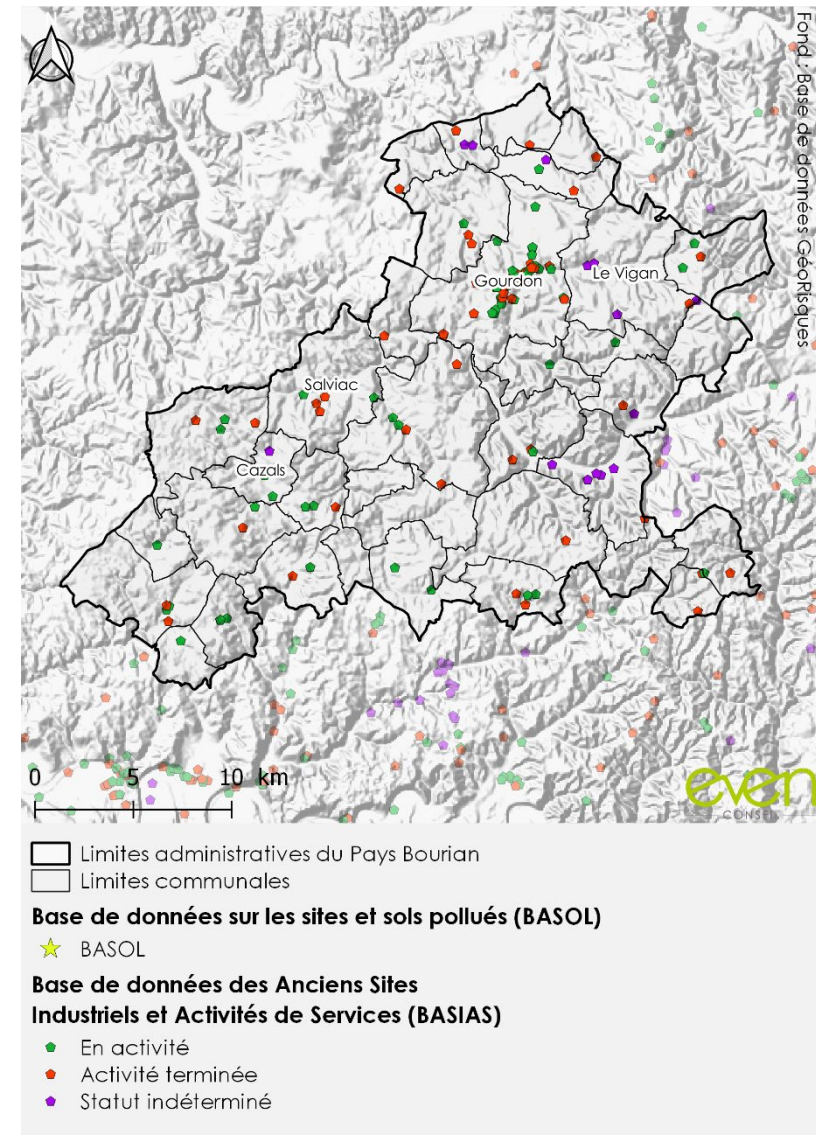 Fond : Base de données GéoRisques
Gourdon
Le Vigan
Salviac
Cazals
0 5 10 km
even
CONSEIL
Limites administratives du Pays Bourian
Limites communales
Base de données sur les sites et sols pollués (BASOL)
BASOL
Base de données des Anciens Sites
Industriels et Activités de Services (BASIAS)
En activité
Activité terminée
Statut indéterminé